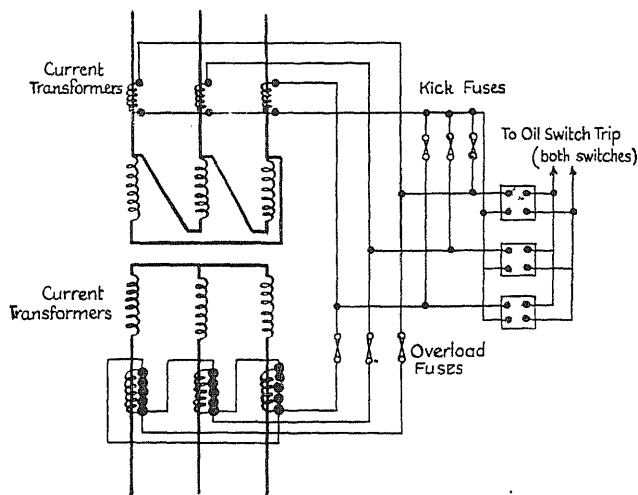 Current
Transformers
Kick Fuses
To Oil Switch Trip
(both switches)
Current
Transformers
Overload
Fuses